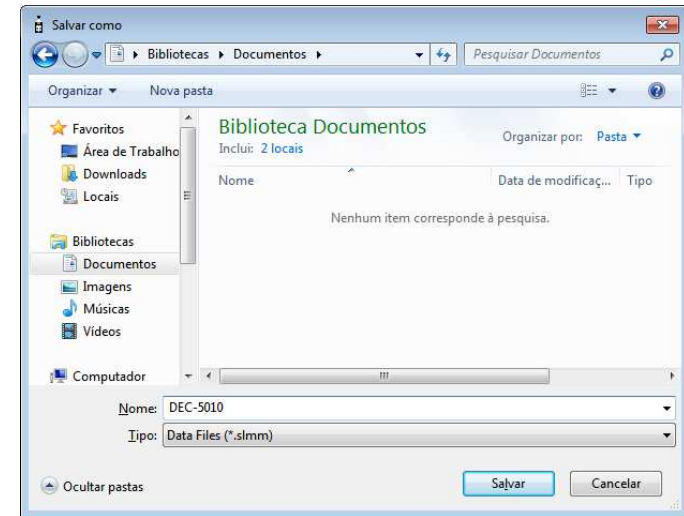 Salvar como
Bibliotecas Documentos Pesquisar Documentos
Organizar Nova pasta
Favoritos
Área de Trabalho
Downloads
Locais
Bibliotecas
Documentos
Imagens
Músicas
Vídeos
Computador
Biblioteca Documentos
Inclui: 2 locais
Organizar por: Pasta
Nome Data de modificaç... Tipo
Nenhum item corresponde à pesquisa.
Nome: DEC-5010
Tipo: Data Files (*.slmm)
Ocultar pastas Salvar Cancelar